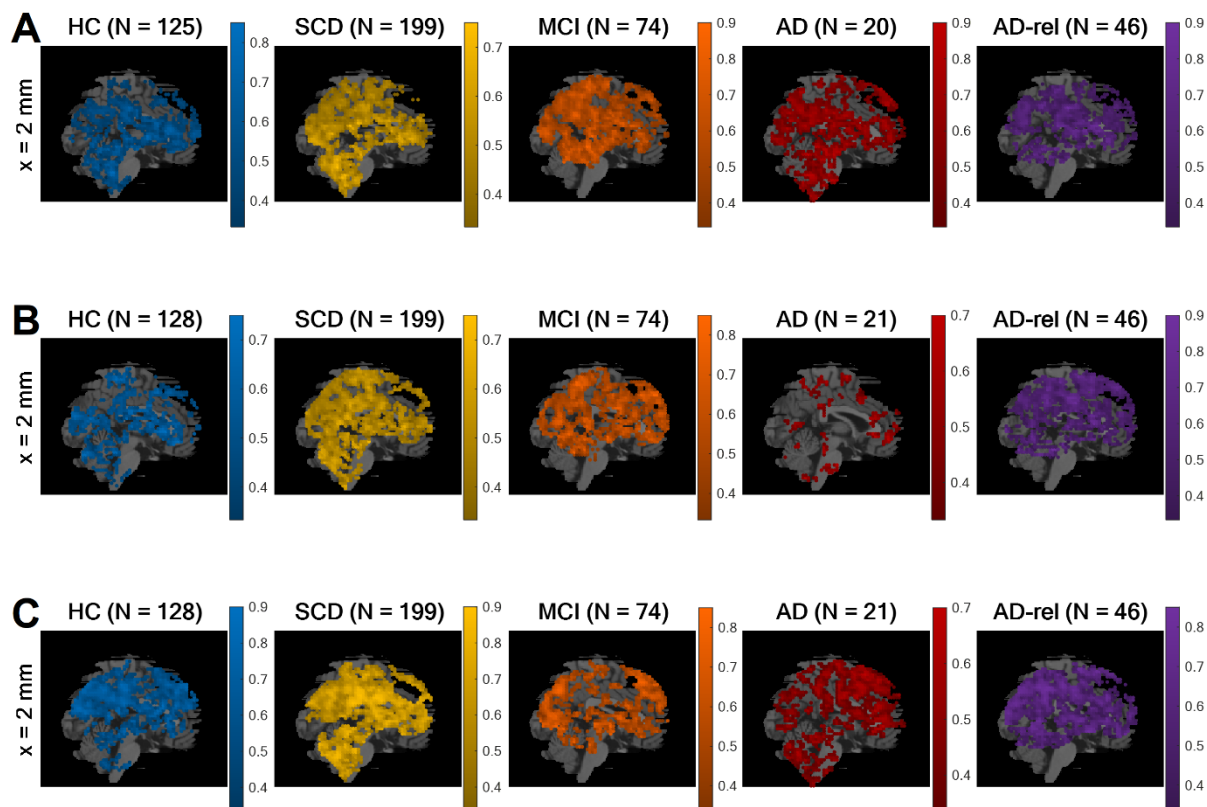 A
HC (N = 125) SCD (N = 199) MCI (N = 74) AD (N = 20) AD-rel (N = 46)
x = 2 mm
0.8 0.7 0.6 0.5 0.4
0.7 0.6 0.5 0.4
0.9 0.8 0.7 0.6 0.5 0.4
0.9 0.8 0.7 0.6 0.5 0.4
0.9 0.8 0.7 0.6 0.5 0.4
B
HC (N = 128) SCD (N = 199) MCI (N = 74) AD (N = 21) AD-rel (N = 46)
x = 2 mm
0.7 0.6 0.5 0.4
0.7 0.6 0.5 0.4
0.8 0.7 0.6 0.5 0.4
0.7 0.6 0.5 0.4
0.9 0.8 0.7 0.6 0.5 0.4
C
HC (N = 128) SCD (N = 199) MCI (N = 74) AD (N = 21) AD-rel (N = 46)
x = 2 mm
0.9 0.8 0.7 0.6 0.5 0.4
0.9 0.8 0.7 0.6 0.5 0.4
0.8 0.7 0.6 0.5 0.4
0.7 0.6 0.5 0.4
0.9 0.8 0.7 0.6 0.5 0.4